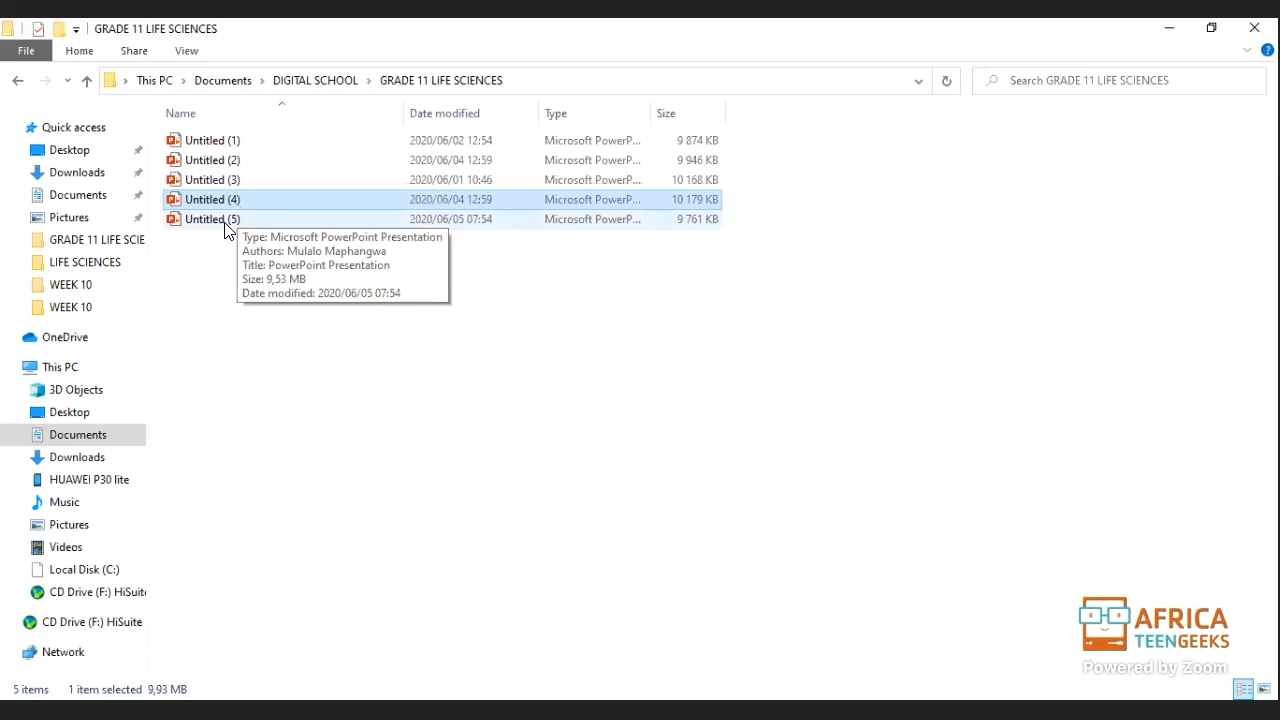 GRADE 11 LIFE SCIENCES
File Home Share View
This PC Documents DIGITAL SCHOOL GRADE 11 LIFE SCIENCES
Search GRADE 11 LIFE SCIENCES
Name Date modified Type Size
Untitled (1) 2020/06/02 12:54 Microsoft PowerP... 9 874 KB
Untitled (2) 2020/06/04 12:59 Microsoft PowerP... 9 946 KB
Untitled (3) 2020/06/01 10:46 Microsoft PowerP... 10 168 KB
Untitled (4) 2020/06/04 12:59 Microsoft PowerP... 10 179 KB
Untitled (5) 2020/06/05 07:54 Microsoft PowerP... 9 761 KB
Type: Microsoft PowerPoint Presentation
Authors: Mulalo Maphangwa
Title: PowerPoint Presentation
Size: 9,53 MB
Date modified: 2020/06/05 07:54
Quick access
Desktop
Downloads
Documents
Pictures
GRADE 11 LIFE SCIE
LIFE SCIENCES
WEEK 10
WEEK 10
OneDrive
This PC
3D Objects
Desktop
Documents
Downloads
HUAWEI P30 lite
Music
Pictures
Videos
Local Disk (C:)
CD Drive (F:) HiSuite
CD Drive (F:) HiSuite
Network
5 items 1 item selected 9,93 MB
AFRICA
TEENGEEKS
Powered by Zoom